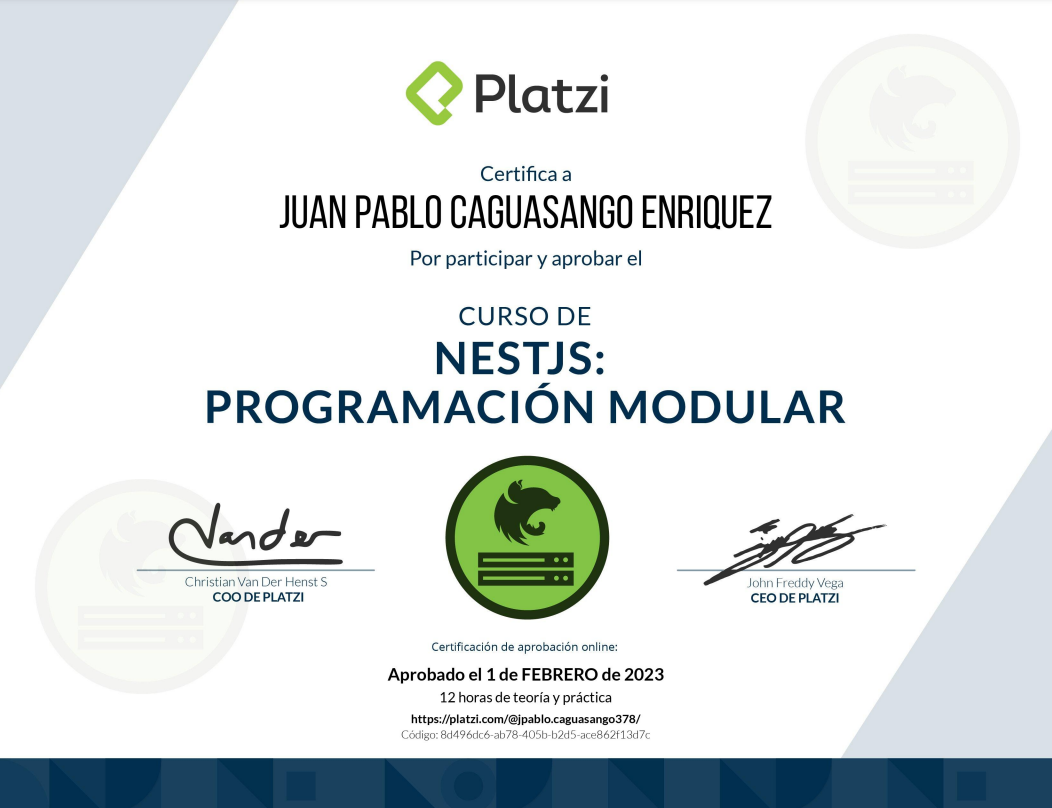 Platzi
Certifica a
JUAN PABLO CAGUASANGO ENRIQUEZ
Por participar y aprobar el
CURSO DE
NESTJS:
PROGRAMACIÓN MODULAR
Vander
Christian Van Der Henst S
COO DE PLATZI
John Freddy Vega
CEO DE PLATZI
Certificación de aprobación online:
Aprobado el 1 de FEBRERO de 2023
12 horas de teoría y práctica
https://platzi.com/@jpablo.caguasango378/
Código: 8d496dc6-ab78-405b-b2d5-ace862f13d7c